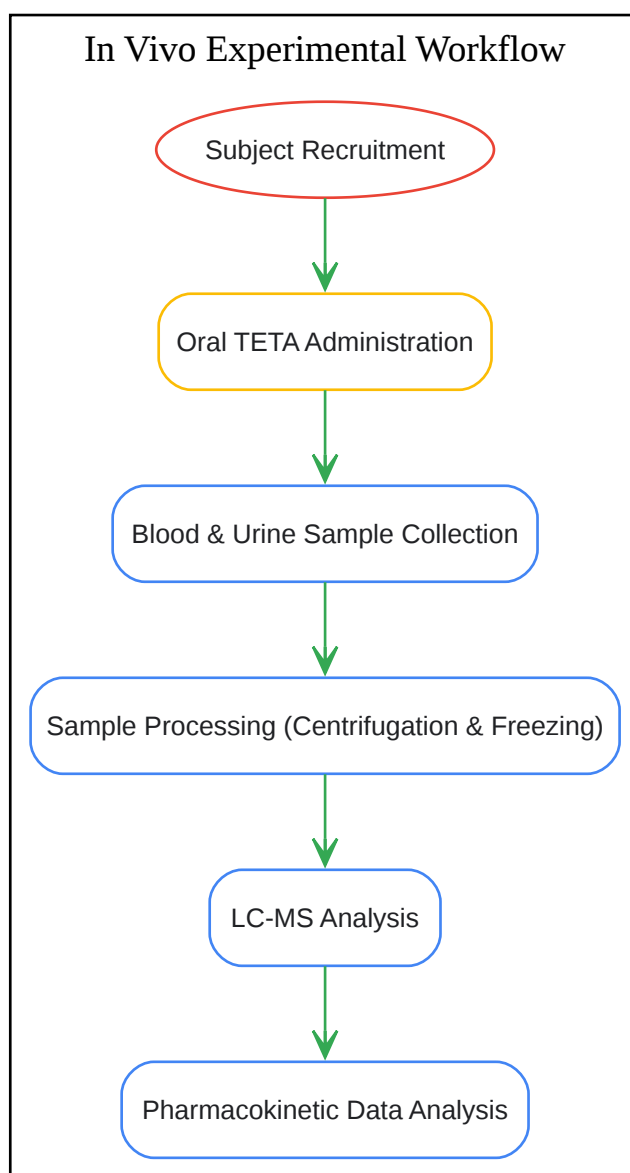 In Vivo Experimental Workflow
Subject Recruitment
Oral TETA Administration
Blood & Urine Sample Collection
Sample Processing (Centrifugation & Freezing)
LC-MS Analysis
Pharmacokinetic Data Analysis